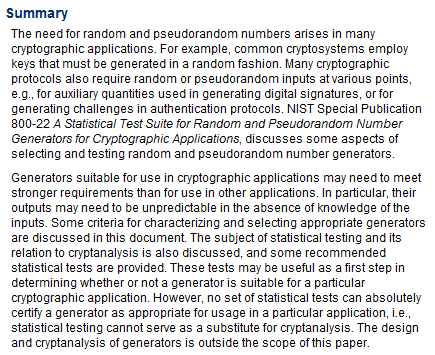 Summary
The need for random and pseudorandom numbers arises in many
cryptographic applications. For example, common cryptosystems employ
keys that must be generated in a random fashion. Many cryptographic
protocols also require random or pseudorandom inputs at various points,
e.g., for auxiliary quantities used in generating digital signatures, or for
generating challenges in authentication protocols. NIST Special Publication
800-22 A Statistical Test Suite for Random and Pseudorandom Number
Generators for Cryptographic Applications, discusses some aspects of
selecting and testing random and pseudorandom number generators.
Generators suitable for use in cryptographic applications may need to meet
stronger requirements than for use in other applications. In particular, their
outputs may need to be unpredictable in the absence of knowledge of the
inputs. Some criteria for characterizing and selecting appropriate generators
are discussed in this document. The subject of statistical testing and its
relation to cryptanalysis is also discussed, and some recommended
statistical tests are provided. These tests may be useful as a first step in
determining whether or not a generator is suitable for a particular
cryptographic application. However, no set of statistical tests can absolutely
certify a generator as appropriate for usage in a particular application, i.e.,
statistical testing cannot serve as a substitute for cryptanalysis. The design
and cryptanalysis of generators is outside the scope of this paper.